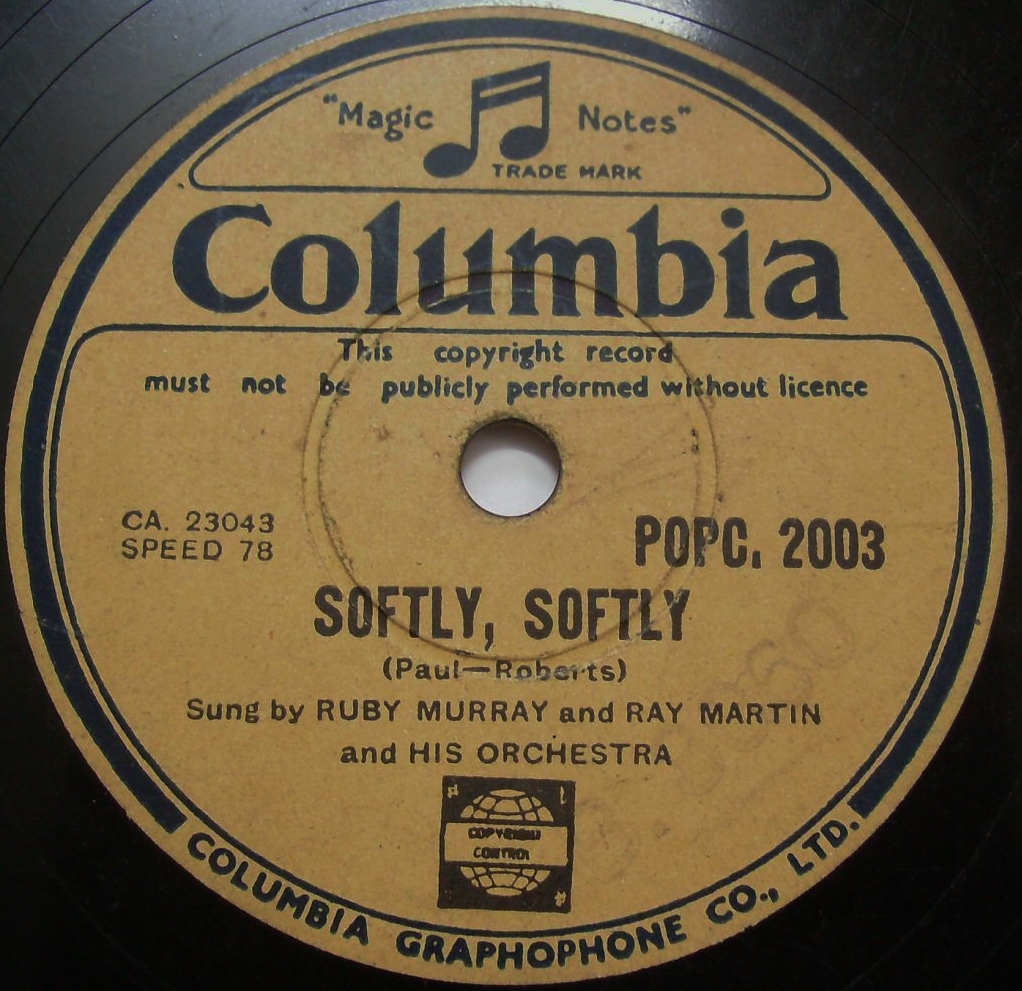 "Magic Notes"
TRADE MARK
Columbia
This copyright record
must not be publicly performed without licence
CA. 23043
SPEED 78
POPC. 2003
SOFTLY, SOFTLY
(Paul—Roberts)
Sung by RUBY MURRAY and RAY MARTIN
and HIS ORCHESTRA
COPYRIGHT
CONTROL
COLUMBIA GRAPHOPHONE CO., LTD.